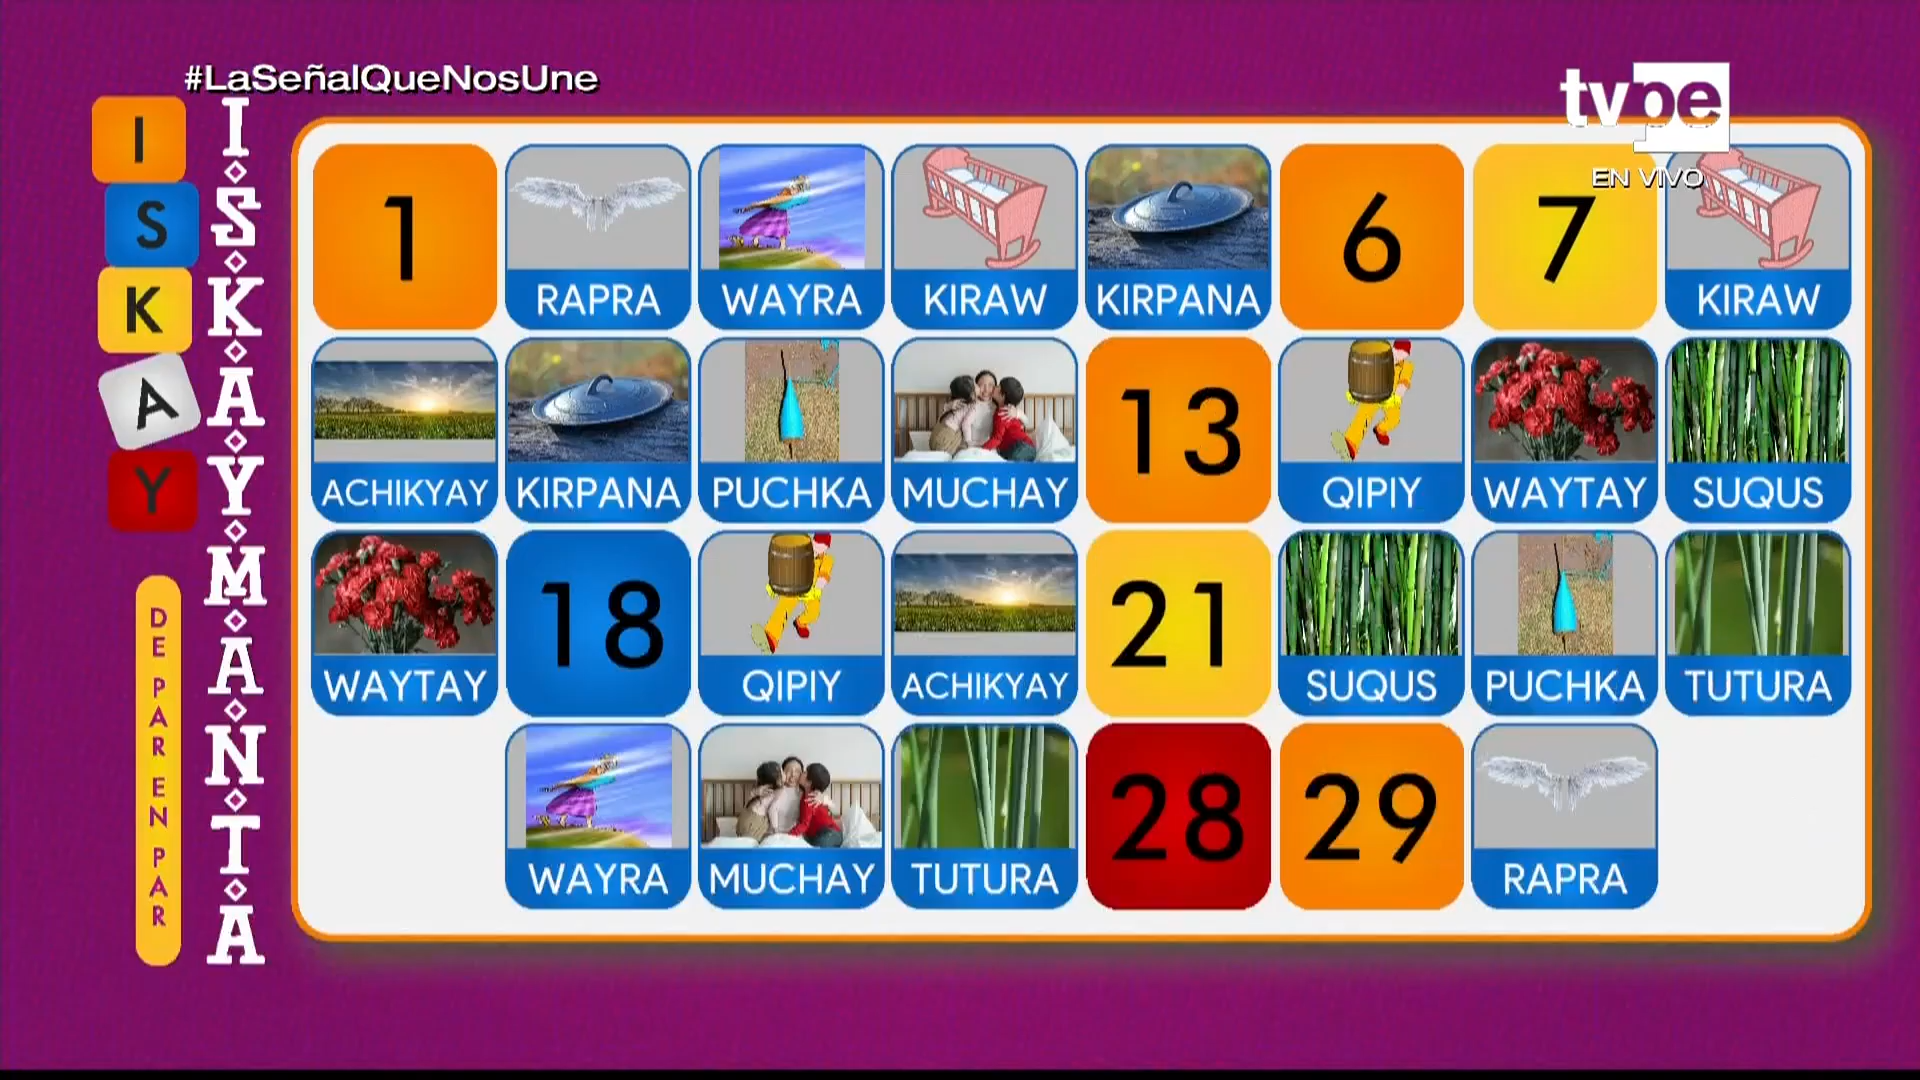 #LaSeñalQueNosUne
tvpe
EN VIVO
ISKAY
ISKAYMANTA
DE PAR EN PAR
1
RAPRA
WAYRA
KIRAW
KIRPANA
6
7
KIRAW
ACHIKYAY
KIRPANA
PUCHKA
MUCHAY
13
QIPIY
WAYTAY
SUQUS
WAYTAY
18
QIPIY
ACHIKYAY
21
SUQUS
PUCHKA
TUTURA
WAYRA
MUCHAY
TUTURA
28
29
RAPRA